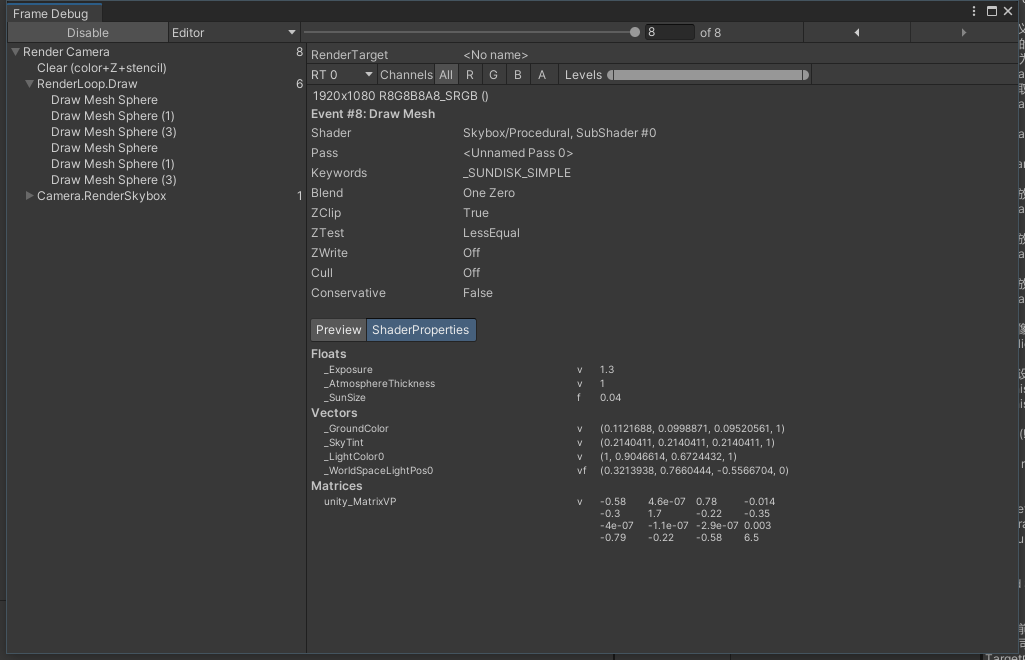 Frame Debug
Disable
Editor
8
of 8
Render Camera 8
Clear (color+Z+stencil)
RenderLoop.Draw 6
Draw Mesh Sphere
Draw Mesh Sphere (1)
Draw Mesh Sphere (3)
Draw Mesh Sphere
Draw Mesh Sphere (1)
Draw Mesh Sphere (3)
Camera.RenderSkybox 1
RenderTarget <No name>
RT 0 Channels All R G B A Levels
1920x1080 R8G8B8A8_SRGB ()
Event #8: Draw Mesh
Shader Skybox/Procedural, SubShader #0
Pass <Unnamed Pass 0>
Keywords _SUNDISK_SIMPLE
Blend One Zero
ZClip True
ZTest LessEqual
ZWrite Off
Cull Off
Conservative False
Preview ShaderProperties
Floats
_Exposure v 1.3
_AtmosphereThickness v 1
_SunSize f 0.04
Vectors
_GroundColor v (0.1121688, 0.0998871, 0.09520561, 1)
_SkyTint v (0.2140411, 0.2140411, 0.2140411, 1)
_LightColor0 v (1, 0.9046614, 0.6724432, 1)
_WorldSpaceLightPos0 vf (0.3213938, 0.7660444, -0.5566704, 0)
Matrices
unity_MatrixVP v -0.58 4.6e-07 0.78 -0.014
-0.3 1.7 -0.22 -0.35
-4e-07 -1.1e-07 -2.9e-07 0.003
-0.79 -0.22 -0.58 6.5